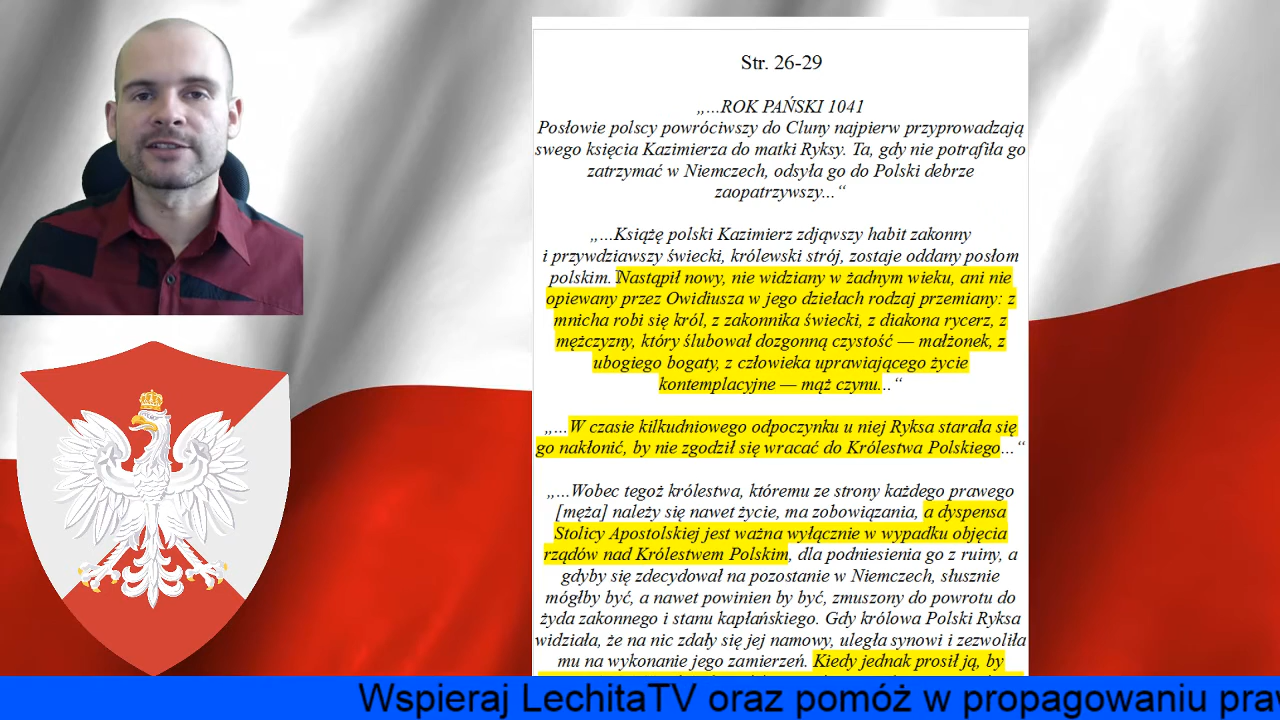 Str. 26-29
„...ROK PAŃSKI 1041
Posłowie polscy powróciwszy do Cluny najpierw przyprowadzają
swego księcia Kazimierza do matki Ryksy. Ta, gdy nie potrafiła go
zatrzymać w Niemczech, odsyła go do Polski debrze
zaopatrzywszy...“
„...Książę polski Kazimierz zdjąwszy habit zakonny
i przywdziawszy świecki, królewski strój, zostaje oddany posłom
polskim. Nastąpił nowy, nie widziany w żadnym wieku, ani nie
opiewany przez Owidiusza w jego dziełach rodzaj przemiany: z
mnicha robi się król, z zakonnika świecki, z diakona rycerz, z
mężczyzny, który ślubował dozgonną czystość — małżonek, z
ubogiego bogaty, z człowieka uprawiającego życie
kontemplacyjne — mąż czynu...“
„...W czasie kilkudniowego odpoczynku u niej Ryksa starała się
go nakłonić, by nie zgodził się wracać do Królestwa Polskiego...“
„...Wobec tegoż królestwa, któremu ze strony każdego prawego
[męża] należy się nawet życie, ma zobowiązania, a dyspensa
Stolicy Apostolskiej jest ważna wyłącznie w wypadku objęcia
rządów nad Królestwem Polskim, dla podniesienia go z ruiny, a
gdyby się zdecydował na pozostanie w Niemczech, słusznie
mógłby być, a nawet powinien by być, zmuszony do powrotu do
żyda zakonnego i stanu kapłańskiego. Gdy królowa Polski Ryksa
widziała, że na nic zdały się jej namowy, uległa synowi i zezwoliła
mu na wykonanie jego zamierzeń. Kiedy jednak prosił ją, by
Wspieraj LechitaTV oraz pomóż w propagowaniu praw